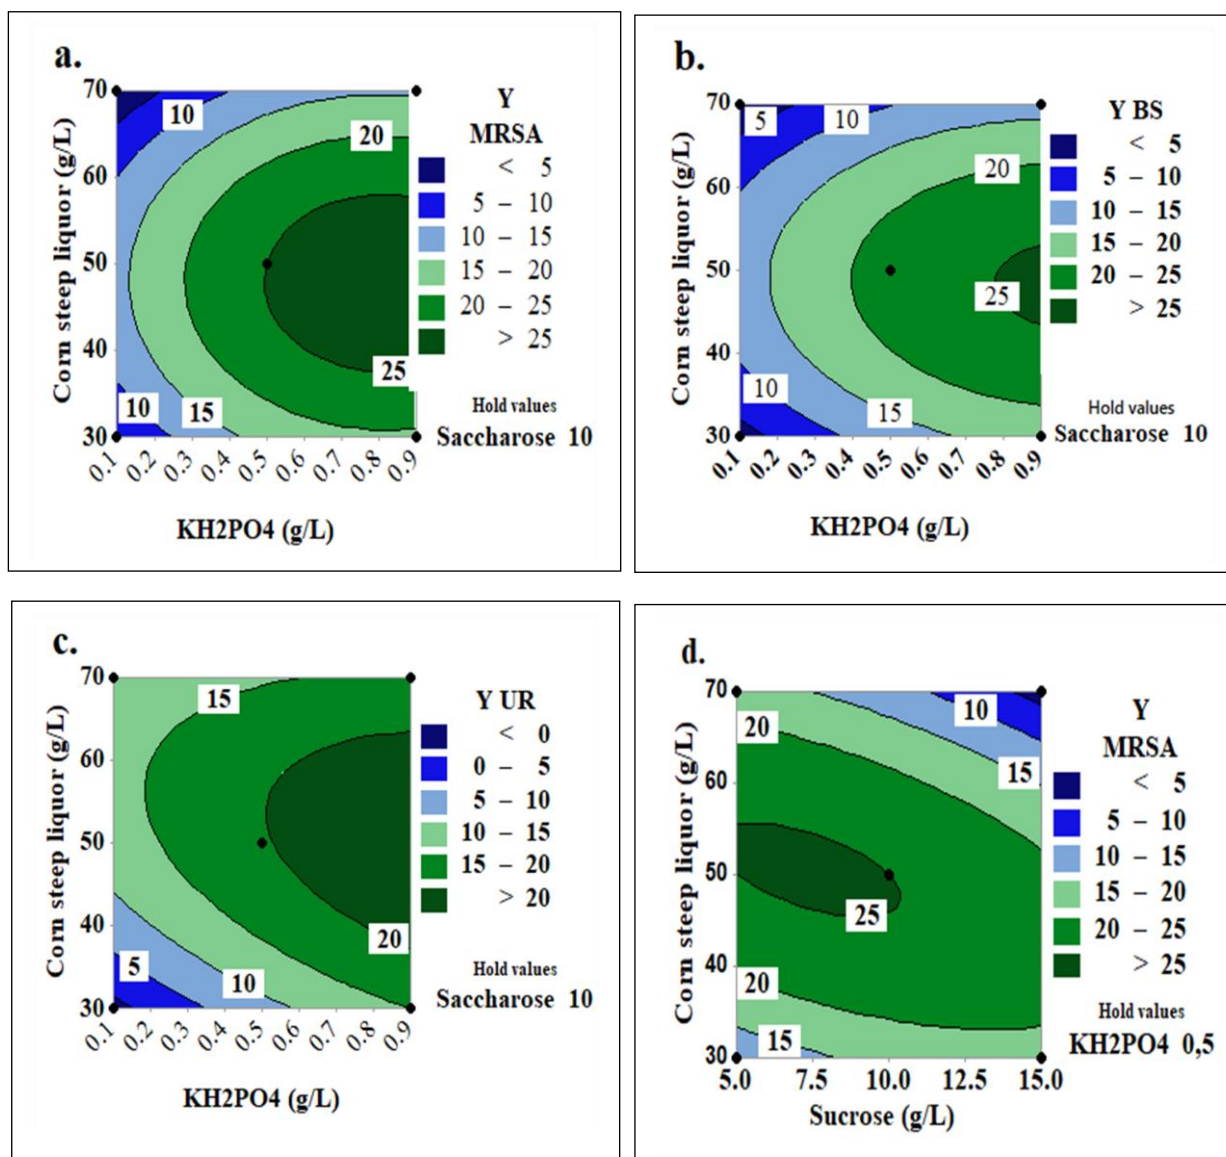 a.
Corn steep liquor (g/L)
70
60
50
40
30
10
20
10
15
25
0.1 0.2 0.3 0.4 0.5 0.6 0.7 0.8 0.9
KH2PO4 (g/L)
Y
MRSA
< 5
5 – 10
10 – 15
15 – 20
20 – 25
> 25
Hold values
Saccharose 10
b.
Corn steep liquor (g/L)
70
60
50
40
30
5
10
20
25
10
15
0.1 0.2 0.3 0.4 0.5 0.6 0.7 0.8 0.9
KH2PO4 (g/L)
Y BS
< 5
5 – 10
10 – 15
15 – 20
20 – 25
> 25
Hold values
Saccharose 10
c.
Corn steep liquor (g/L)
70
60
50
40
30
15
5
10
20
0.1 0.2 0.3 0.4 0.5 0.6 0.7 0.8 0.9
KH2PO4 (g/L)
Y UR
< 0
0 – 5
5 – 10
10 – 15
15 – 20
> 20
Hold values
Saccharose 10
d.
Corn steep liquor (g/L)
70
60
50
40
30
10
20
15
25
20
15
5.0 7.5 10.0 12.5 15.0
Sucrose (g/L)
Y
MRSA
< 5
5 – 10
10 – 15
15 – 20
20 – 25
> 25
Hold values
KH2PO4 0,5